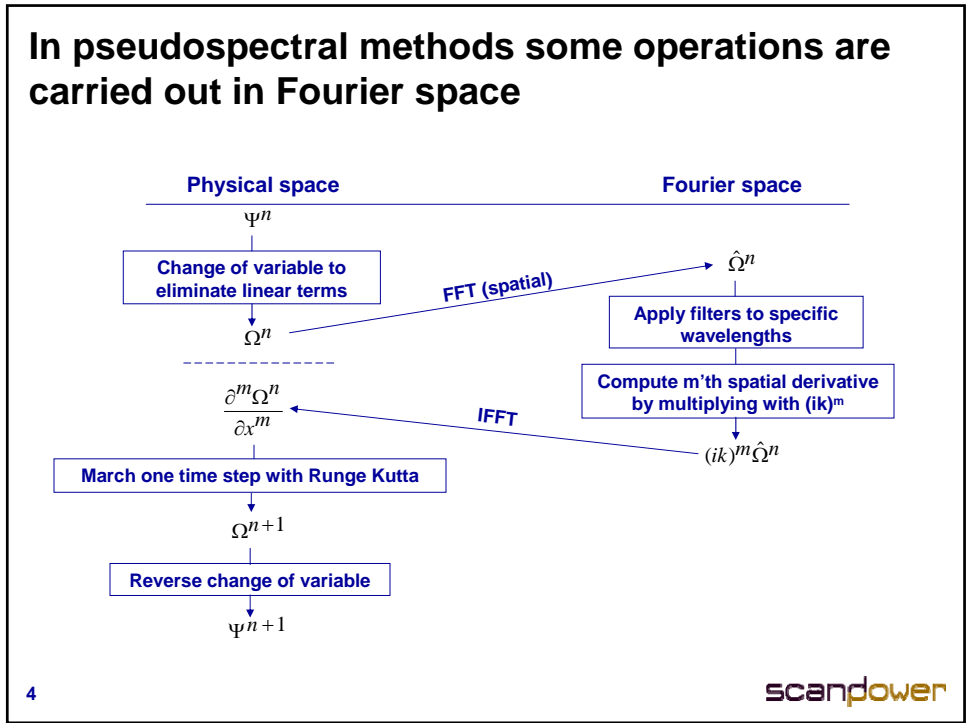 In pseudospectral methods some operations are
carried out in Fourier space
Physical space
Fourier space
Ψⁿ
Change of variable to
eliminate linear terms
Ωⁿ
FFT (spatial)
Ω̂ⁿ
Apply filters to specific
wavelengths
Compute m’th spatial derivative
by multiplying with (ik)ᵐ
(ik)ᵐΩ̂ⁿ
IFFT
∂ᵐΩⁿ
∂xᵐ
March one time step with Runge Kutta
Ωⁿ⁺¹
Reverse change of variable
Ψⁿ⁺¹
4
scandpower